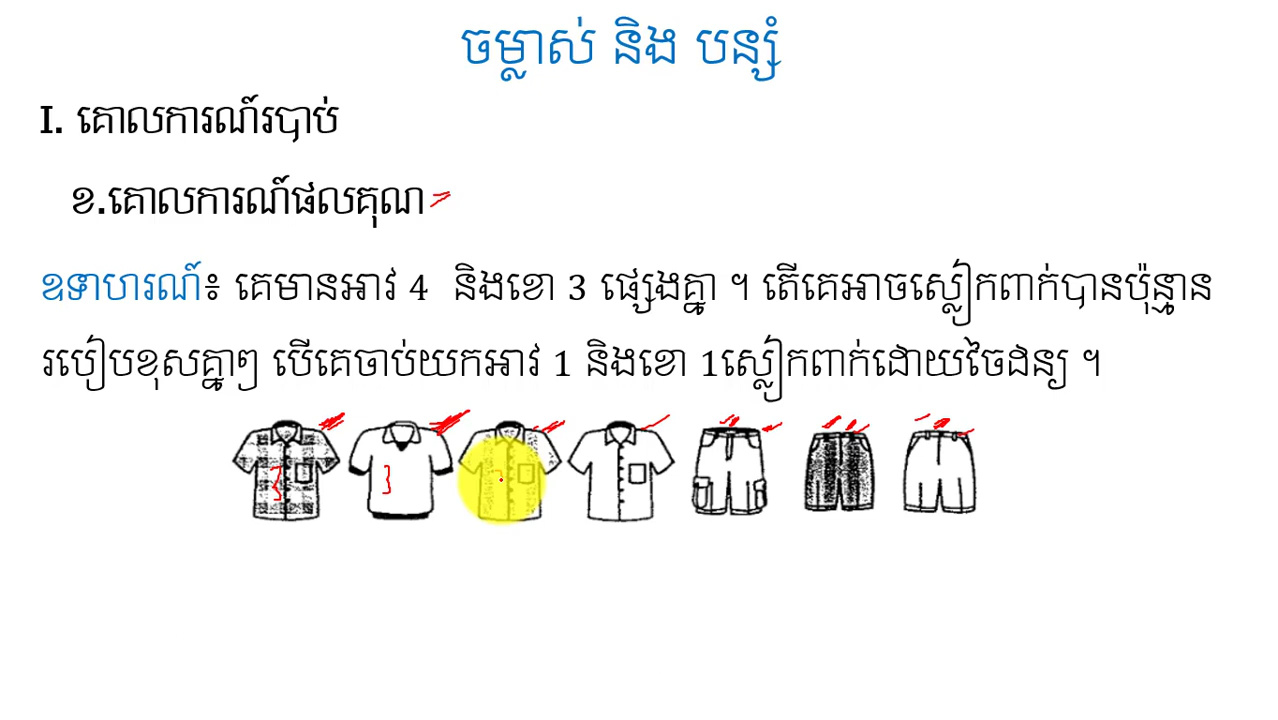 ចម្លាស់ និង បន្សំ
I. គោលការណ៍របាប់
ខ.គោលការណ៍ផលគុណ
ឧទាហរណ៍៖ គេមានអាវ 4 និងខោ 3 ផ្សេងគ្នា ។ តើគេអាចស្លៀកពាក់បានប៉ុន្មាន
របៀបខុសគ្នាៗ បើគេចាប់យកអាវ 1 និងខោ 1ស្លៀកពាក់ដោយចៃដន្យ ។